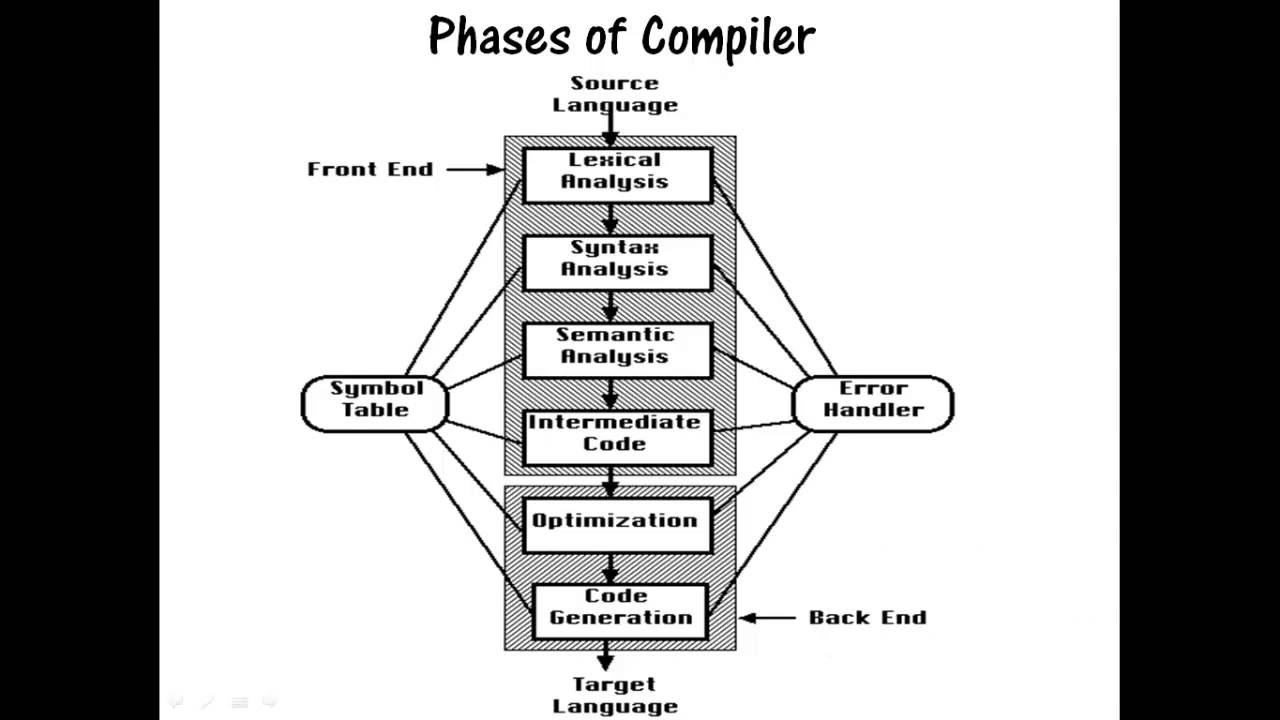 Phases of Compiler
Source
Language
Front End
Lexical
Analysis
Syntax
Analysis
Semantic
Analysis
Symbol
Table
Error
Handler
Intermediate
Code
Optimization
Code
Generation
Back End
Target
Language